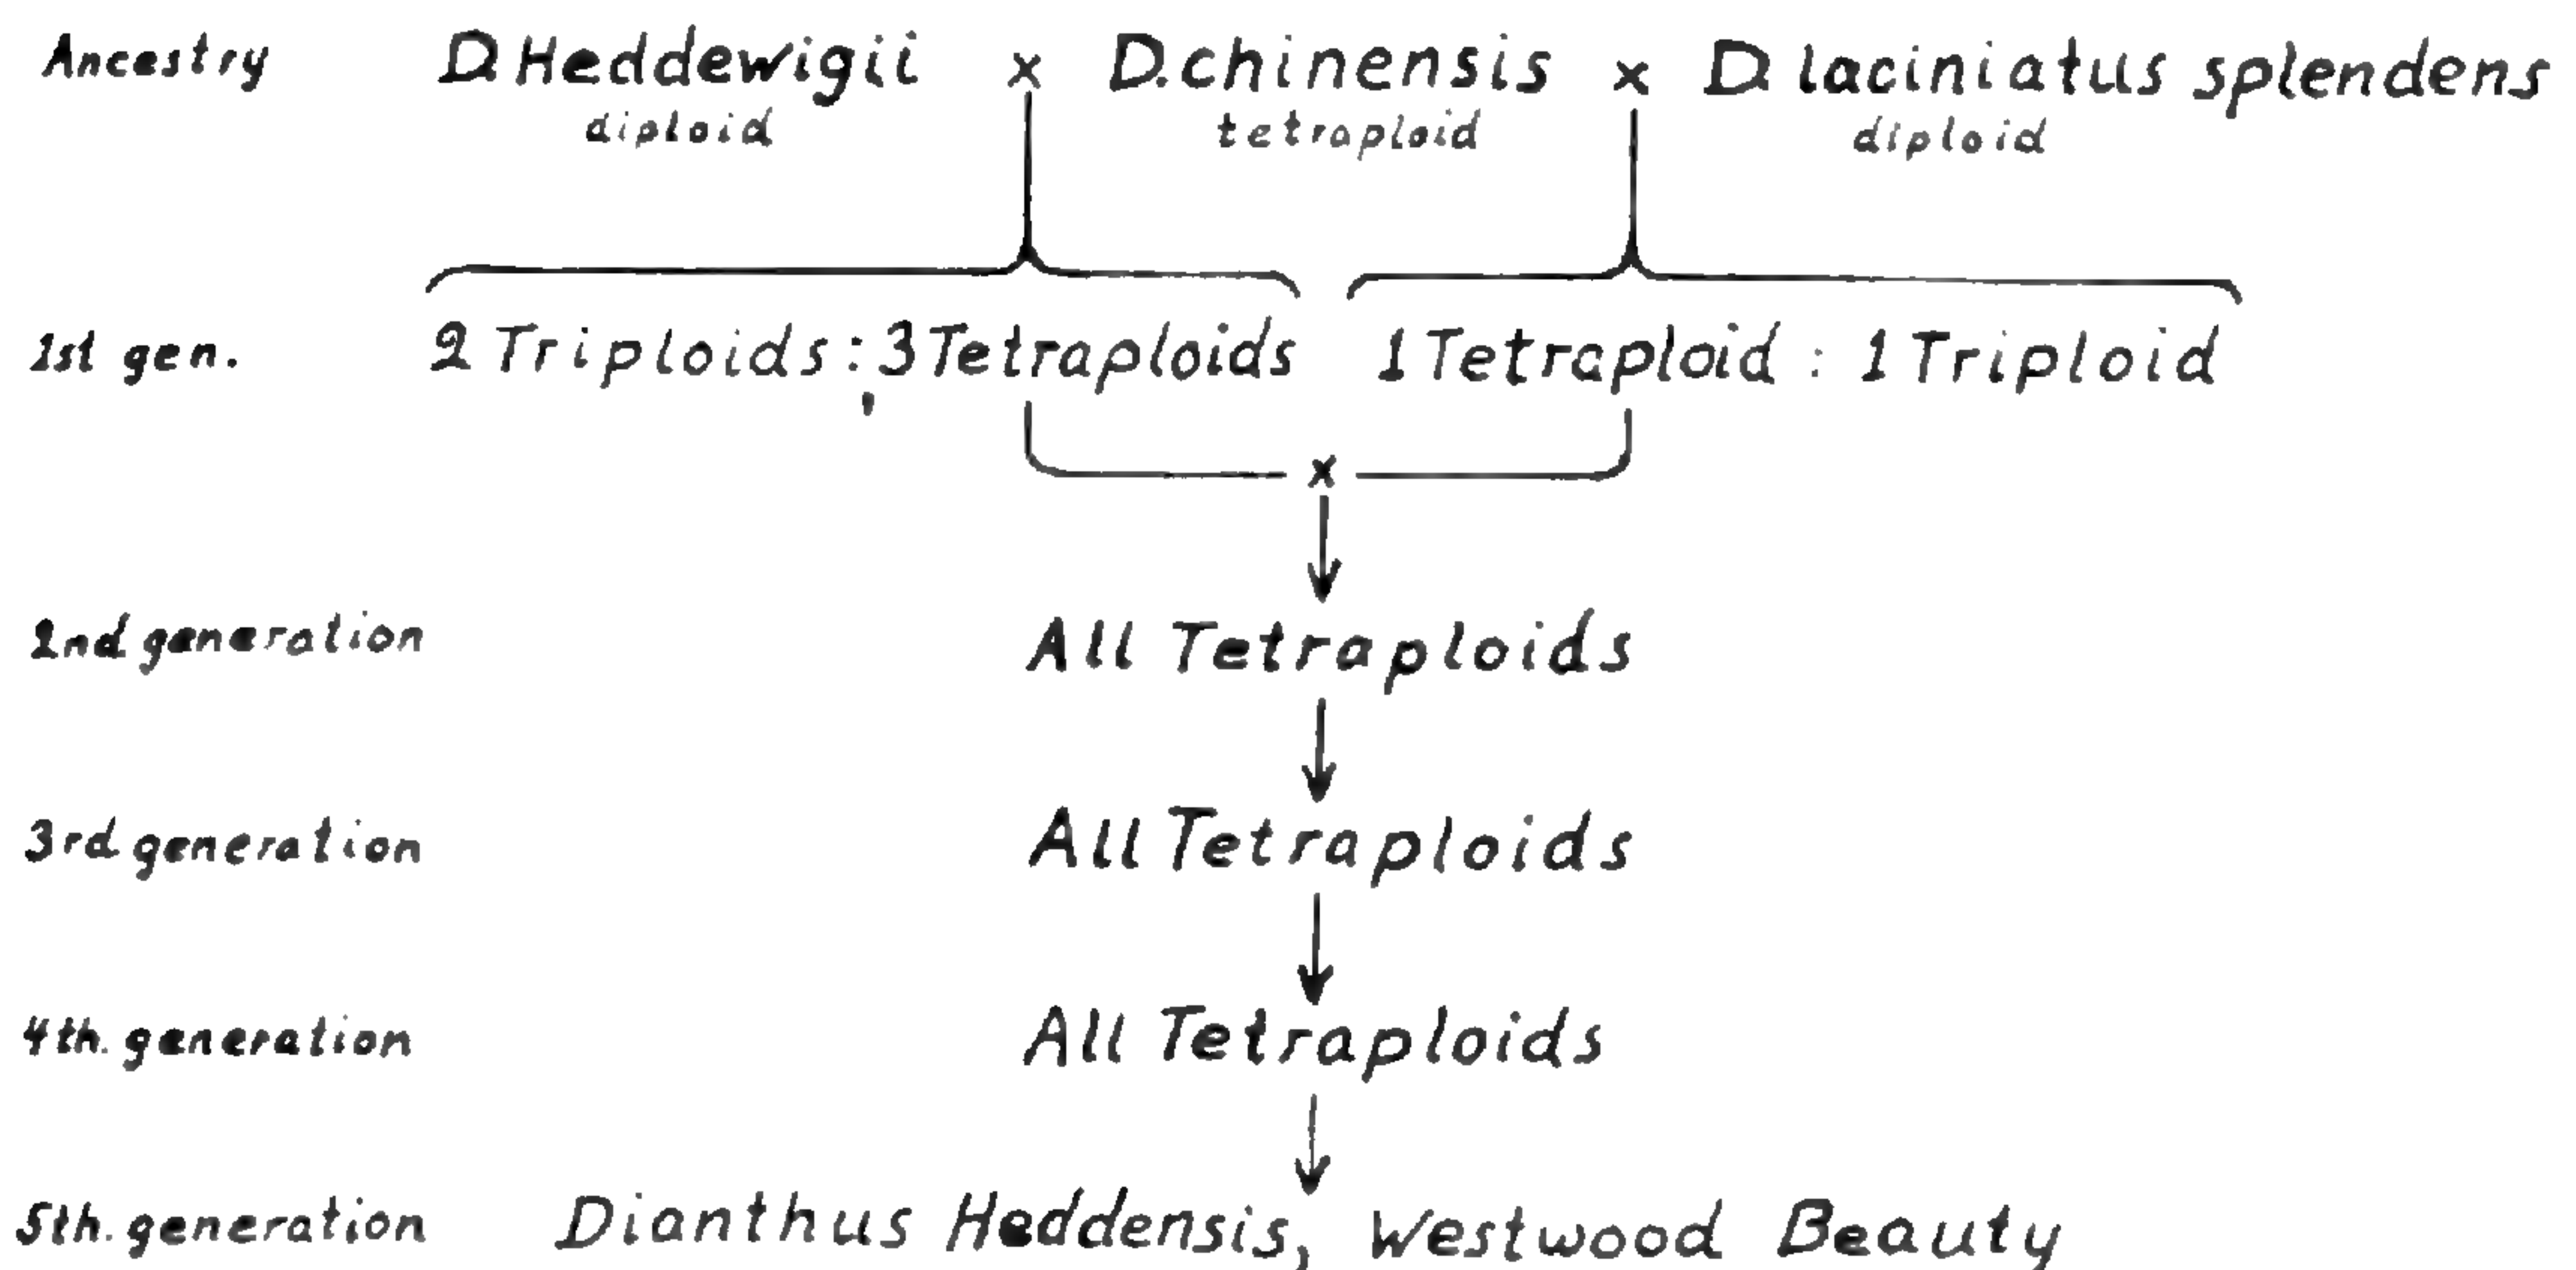 Ancestry D. Heddewigii x D. chinensis x D. laciniatus splendens
diploid tetraploid diploid
1st gen. 2 Triploids : 3 Tetraploids 1 Tetraploid : 1 Triploid
x
2nd generation All Tetraploids
3rd generation All Tetraploids
4th. generation All Tetraploids
5th. generation Dianthus Heddensis, Westwood Beauty